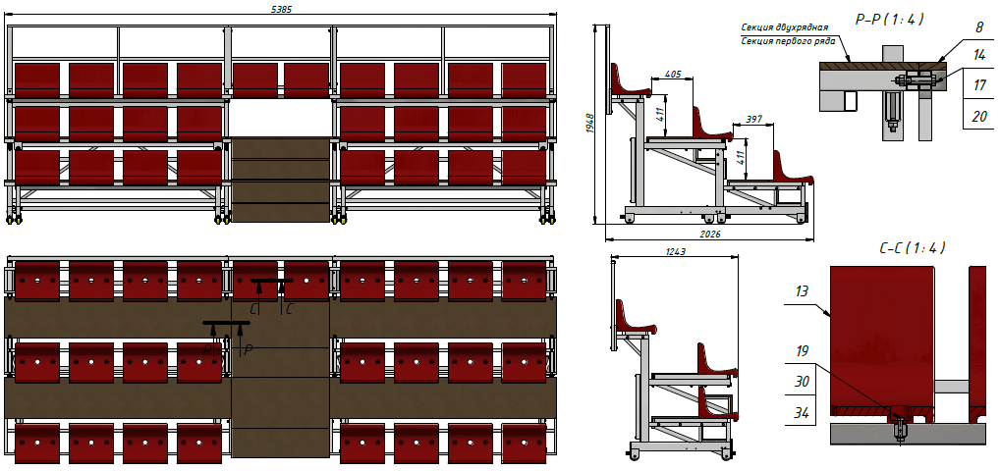 5385
Секция двухрядная
Секция первого ряда
Р-Р (1:4)
8
14
17
20
405
411
397
411
1948
2026
С
С
Р
Р
1243
С-С (1:4)
13
19
30
34